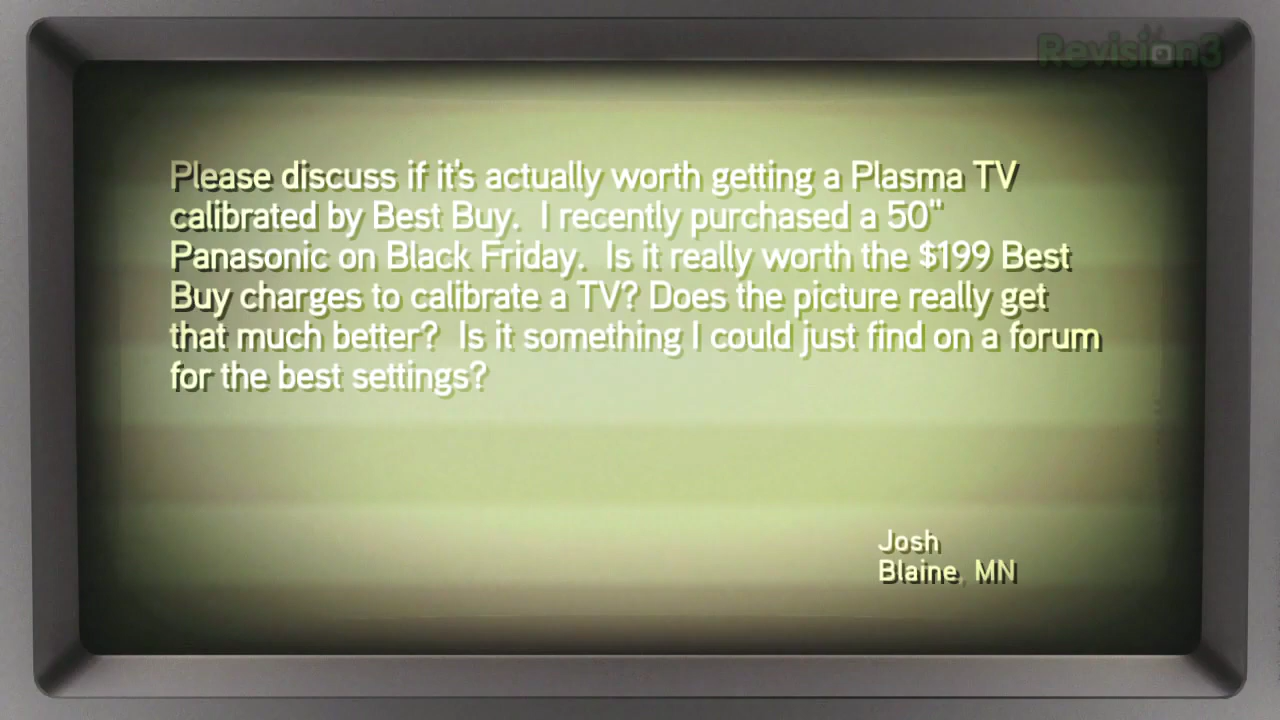 Revision3
Please discuss if it's actually worth getting a Plasma TV
calibrated by Best Buy.  I recently purchased a 50"
Panasonic on Black Friday.  Is it really worth the $199 Best
Buy charges to calibrate a TV? Does the picture really get
that much better?  Is it something I could just find on a forum
for the best settings?
Josh
Blaine, MN